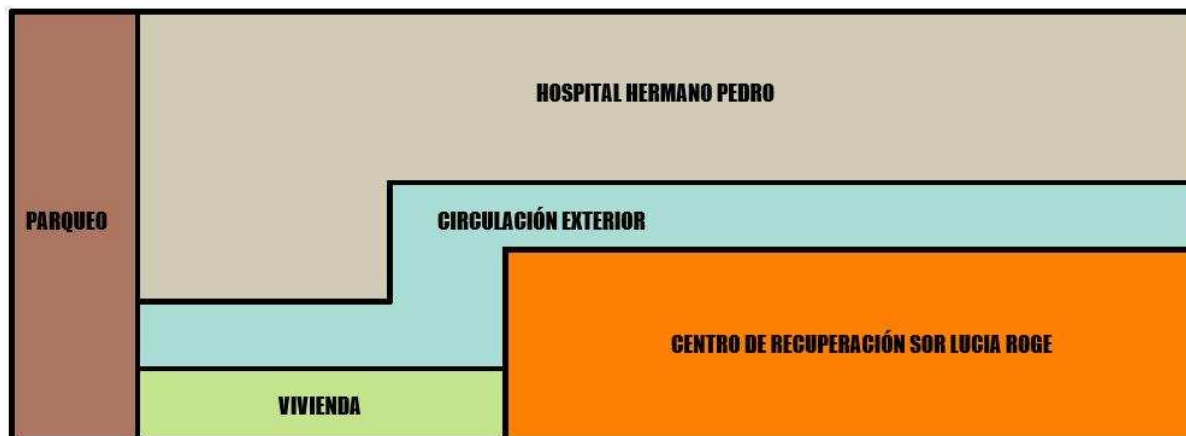 HOSPITAL HERMANO PEDRO
PARQUEO
CIRCULACIÓN EXTERIOR
CENTRO DE RECUPERACIÓN SOR LUCIA ROGE
VIVIENDA